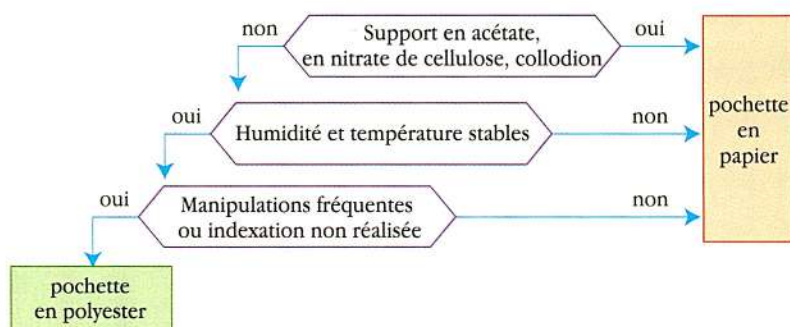 non
Support en acétate,
en nitrate de cellulose, collodion
oui
oui
Humidité et température stables
non
pochette
en
papier
oui
Manipulations fréquentes
ou indexation non réalisée
non
pochette
en polyester